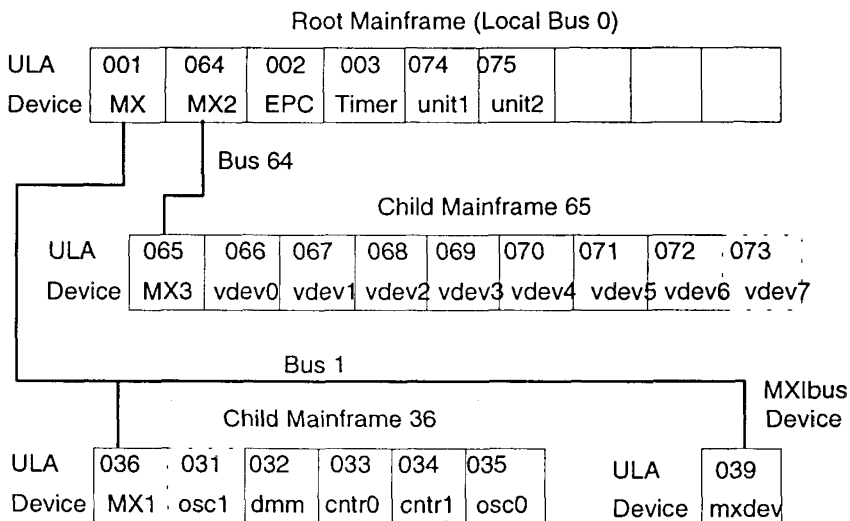 Root Mainframe (Local Bus 0)
ULA 001 064 002 003 074 075
Device MX MX2 EPC Timer unit1 unit2
Bus 64
Child Mainframe 65
ULA 065 066 067 068 069 070 071 072 073
Device MX3 vdev0 vdev1 vdev2 vdev3 vdev4 vdev5 vdev6 vdev7
Bus 1
MXIbus
Device
Child Mainframe 36
ULA 036 031 032 033 034 035
Device MX1 osc1 dmm cntr0 cntr1 osc0
ULA 039
Device mxdev